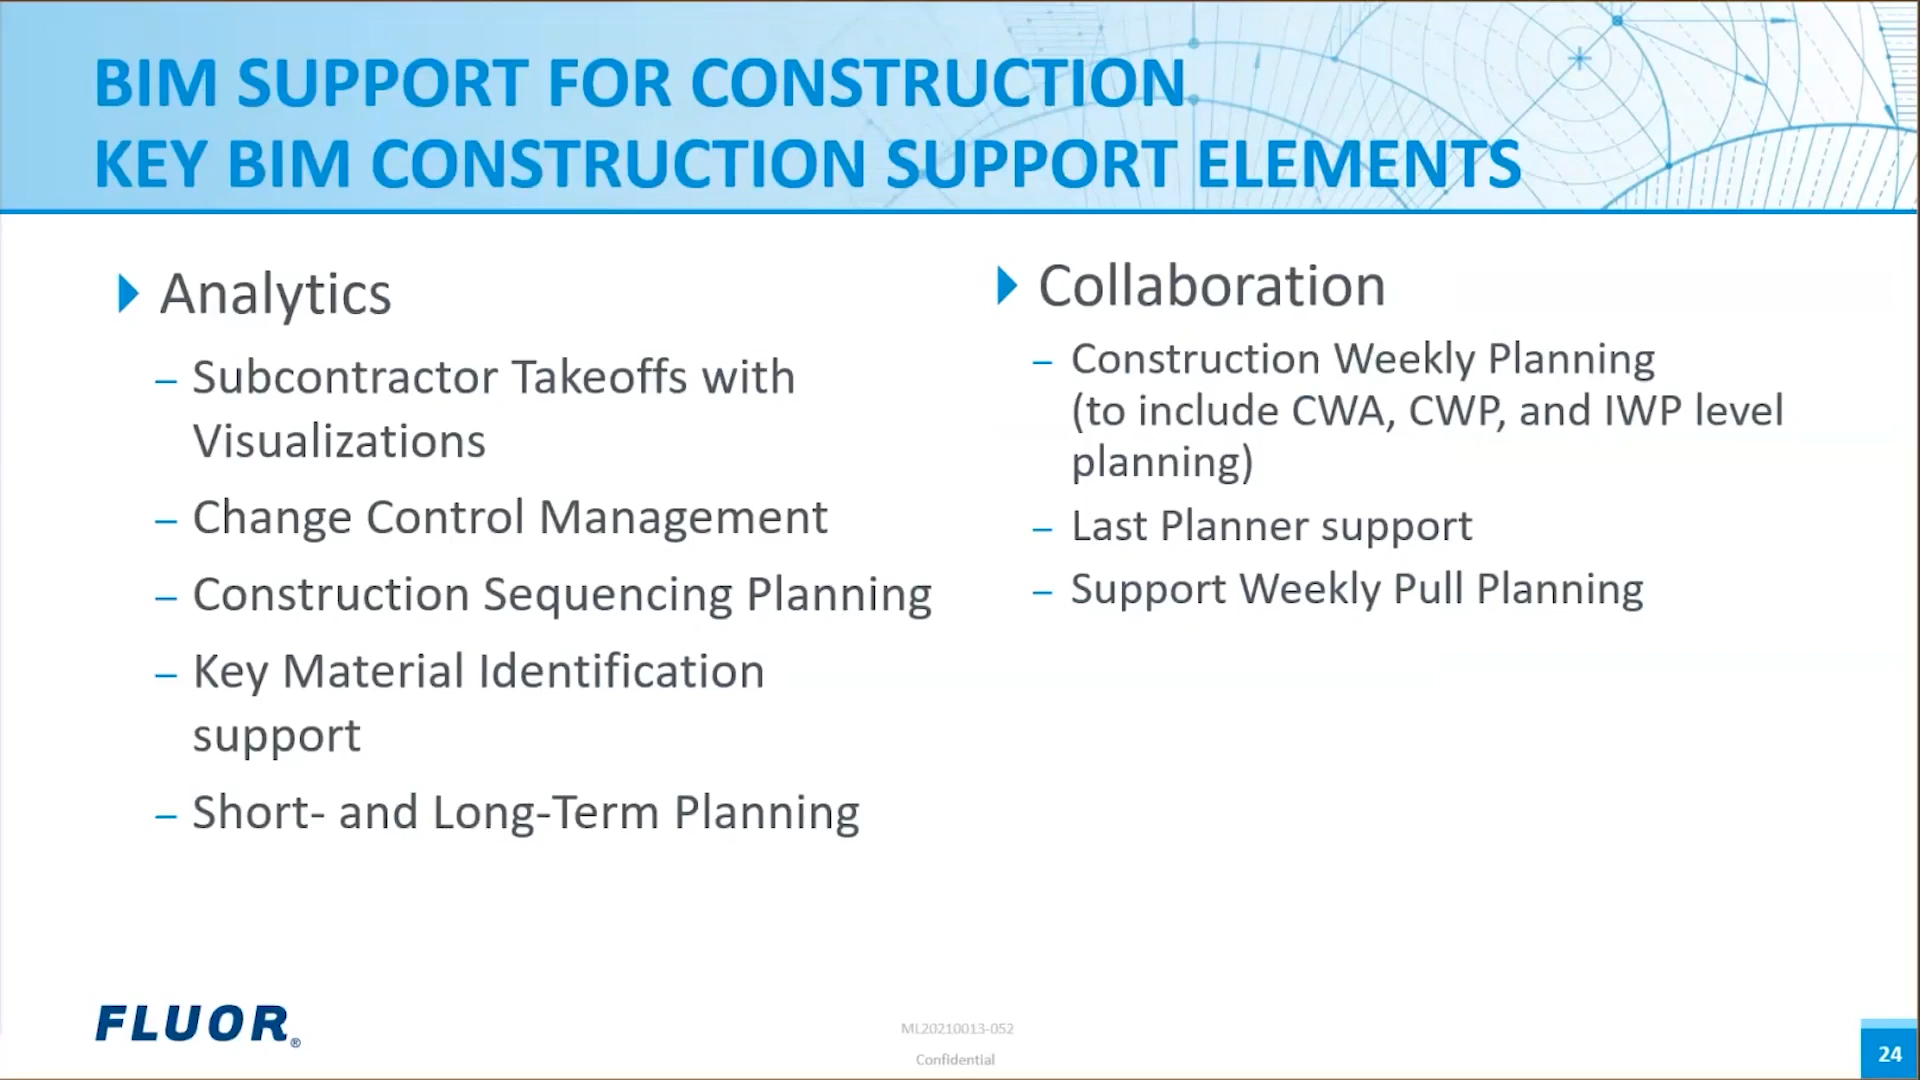 BIM SUPPORT FOR CONSTRUCTION
KEY BIM CONSTRUCTION SUPPORT ELEMENTS
Analytics
– Subcontractor Takeoffs with
Visualizations
– Change Control Management
– Construction Sequencing Planning
– Key Material Identification
support
– Short- and Long-Term Planning
Collaboration
– Construction Weekly Planning
(to include CWA, CWP, and IWP level
planning)
– Last Planner support
– Support Weekly Pull Planning
FLUOR®
ML20210013-052
Confidential
24